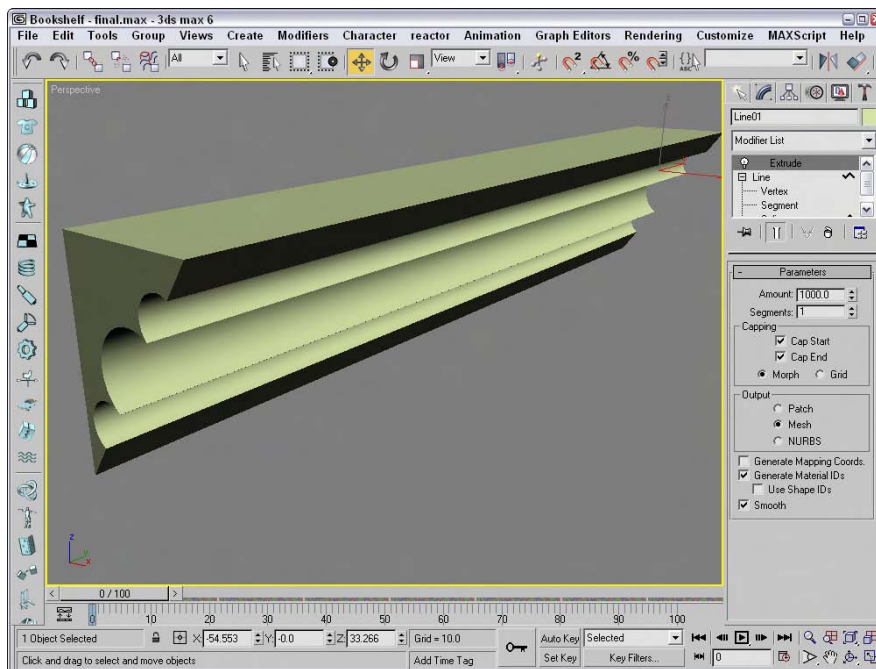 Bookshelf - final.max - 3ds max 6
File Edit Tools Group Views Create Modifiers Character reactor Animation Graph Editors Rendering Customize MAXScript Help
All
View
ABC
Perspective
Line01
Modifier List
Extrude
Line
Vertex
Segment
- Parameters
Amount: 1000.0
Segments: 1
Capping
Cap Start
Cap End
Morph Grid
Output
Patch
Mesh
NURBS
Generate Mapping Coords.
Generate Material IDs
Use Shape IDs
Smooth
z
y
x
< 0 / 100 >
0 10 20 30 40 50 60 70 80 90 100
1 Object Selected X: -54.553 Y: -0.0 Z: 33.266 Grid = 10.0 Auto Key Selected
Click and drag to select and move objects Add Time Tag Set Key Key Filters... 0